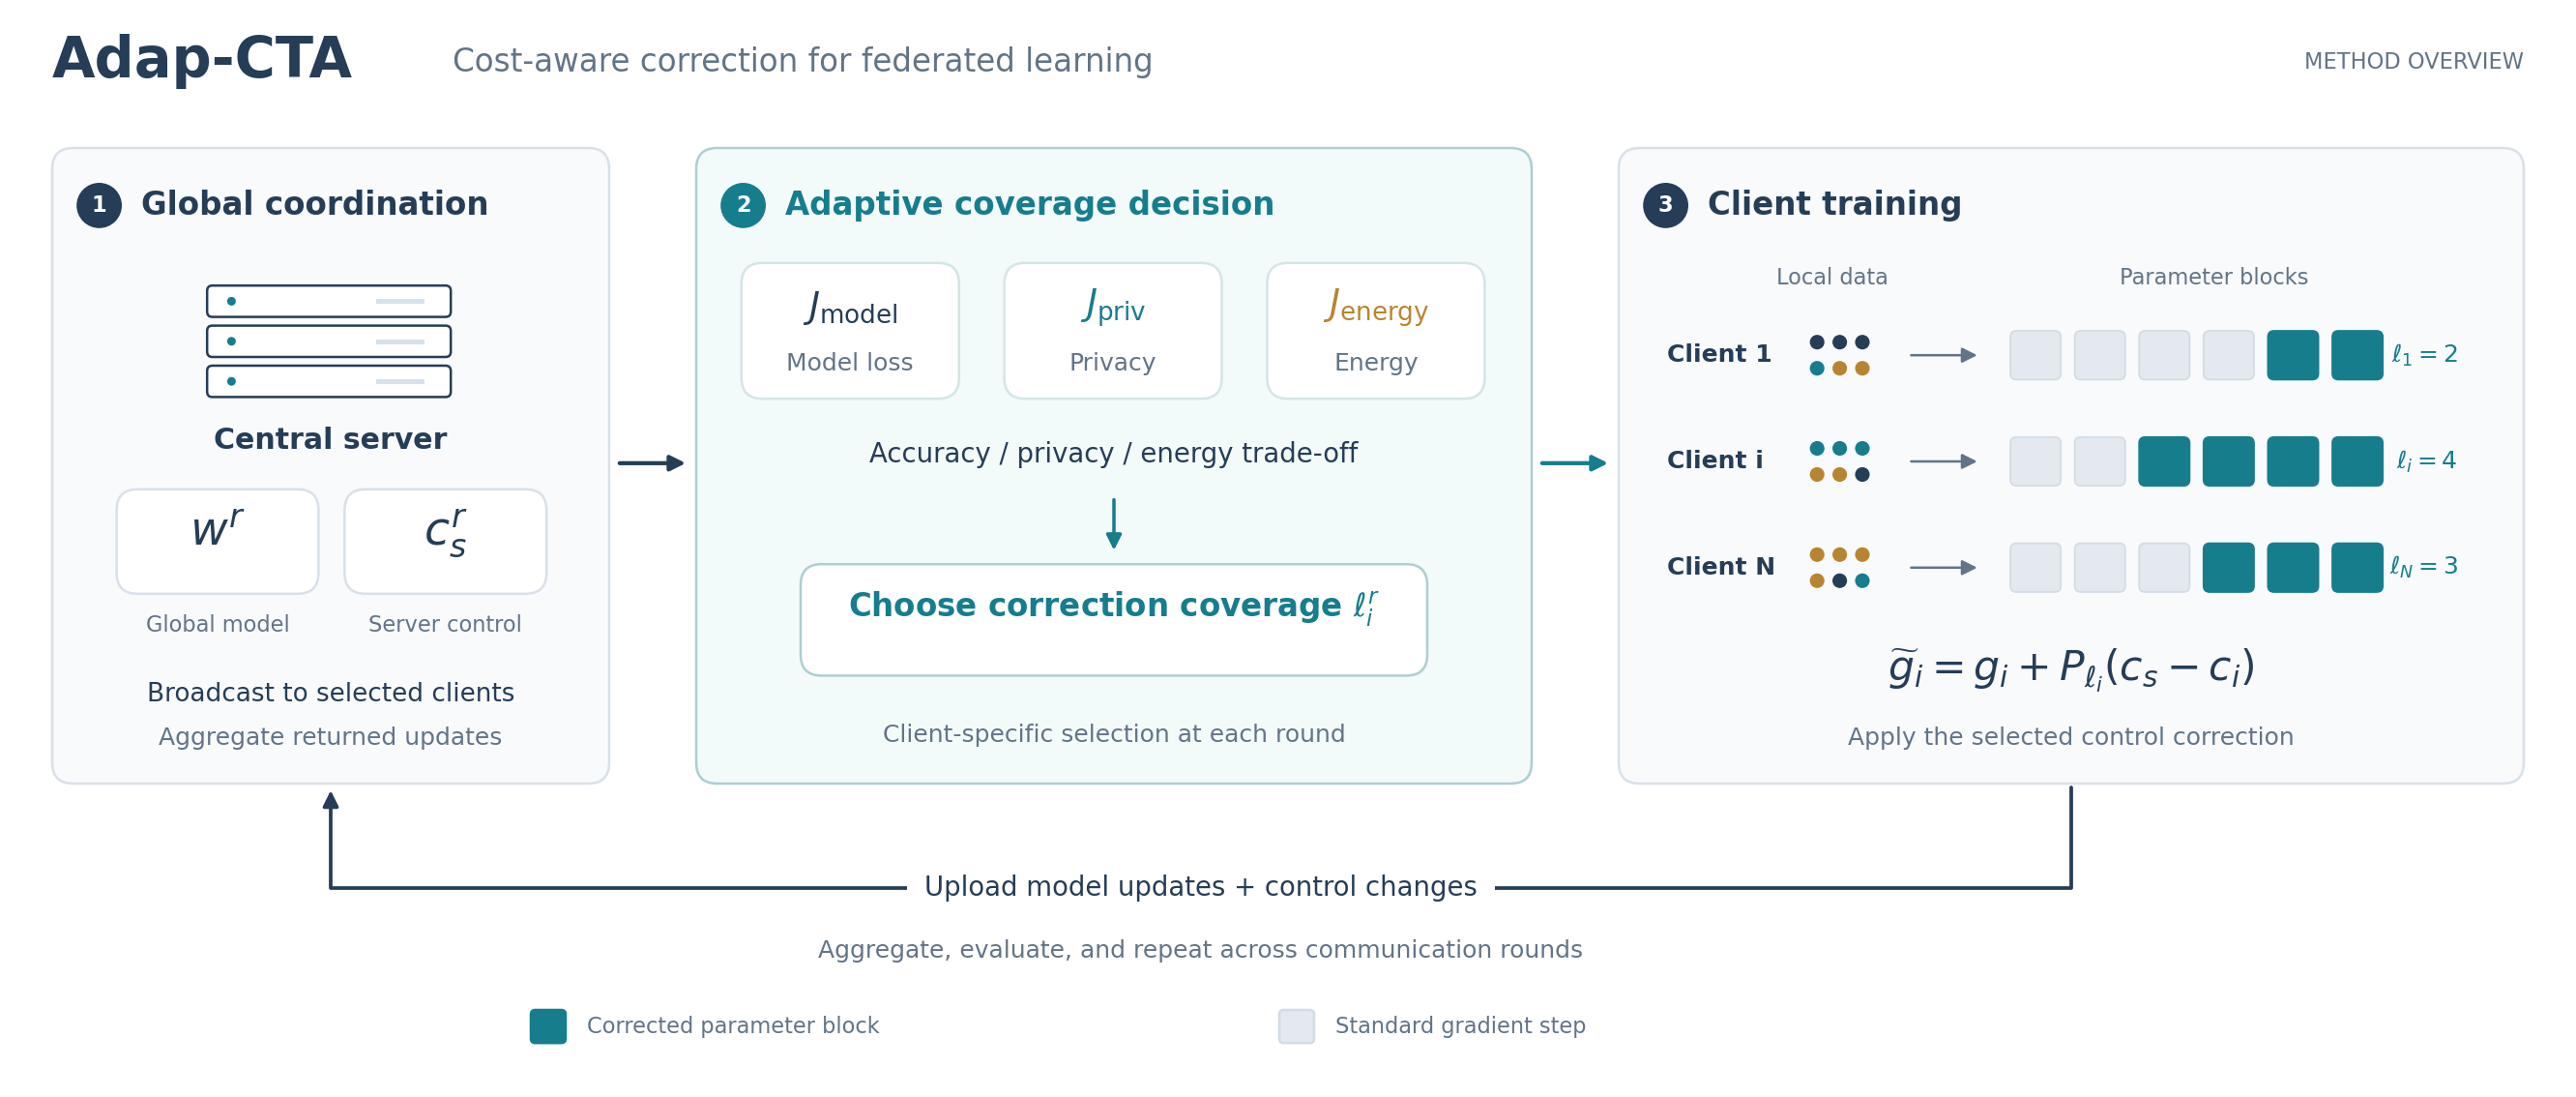 Adap-CTA
Cost-aware correction for federated learning
METHOD OVERVIEW
1 Global coordination
Central server
w^r
c_s^r
Global model
Server control
Broadcast to selected clients
Aggregate returned updates
2 Adaptive coverage decision
J_model
Model loss
J_priv
Privacy
J_energy
Energy
Accuracy / privacy / energy trade-off
Choose correction coverage ℓ_i^r
Client-specific selection at each round
3 Client training
Local data
Parameter blocks
Client 1
ℓ_1 = 2
Client i
ℓ_i = 4
Client N
ℓ_N = 3
g̃_i = g_i + P_{ℓ_i}(c_s − c_i)
Apply the selected control correction
Upload model updates + control changes
Aggregate, evaluate, and repeat across communication rounds
Corrected parameter block
Standard gradient step